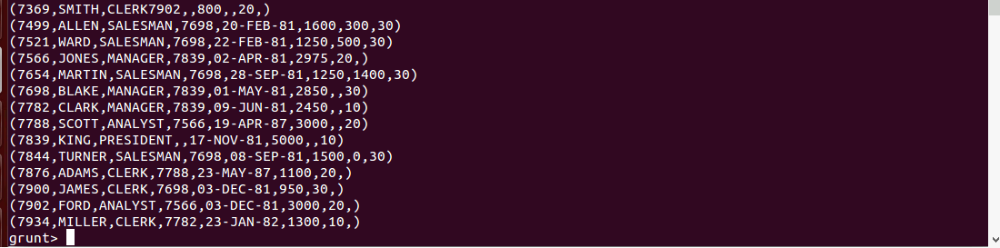 (7369,SMITH,CLERK7902,,800,,20,)
(7499,ALLEN,SALESMAN,7698,20-FEB-81,1600,300,30)
(7521,WARD,SALESMAN,7698,22-FEB-81,1250,500,30)
(7566,JONES,MANAGER,7839,02-APR-81,2975,20,)
(7654,MARTIN,SALESMAN,7698,28-SEP-81,1250,1400,30)
(7698,BLAKE,MANAGER,7839,01-MAY-81,2850,,30)
(7782,CLARK,MANAGER,7839,09-JUN-81,2450,,10)
(7788,SCOTT,ANALYST,7566,19-APR-87,3000,,20)
(7839,KING,PRESIDENT,,17-NOV-81,5000,,10)
(7844,TURNER,SALESMAN,7698,08-SEP-81,1500,0,30)
(7876,ADAMS,CLERK,7788,23-MAY-87,1100,20,)
(7900,JAMES,CLERK,7698,03-DEC-81,950,30,)
(7902,FORD,ANALYST,7566,03-DEC-81,3000,20,)
(7934,MILLER,CLERK,7782,23-JAN-82,1300,10,)
grunt>